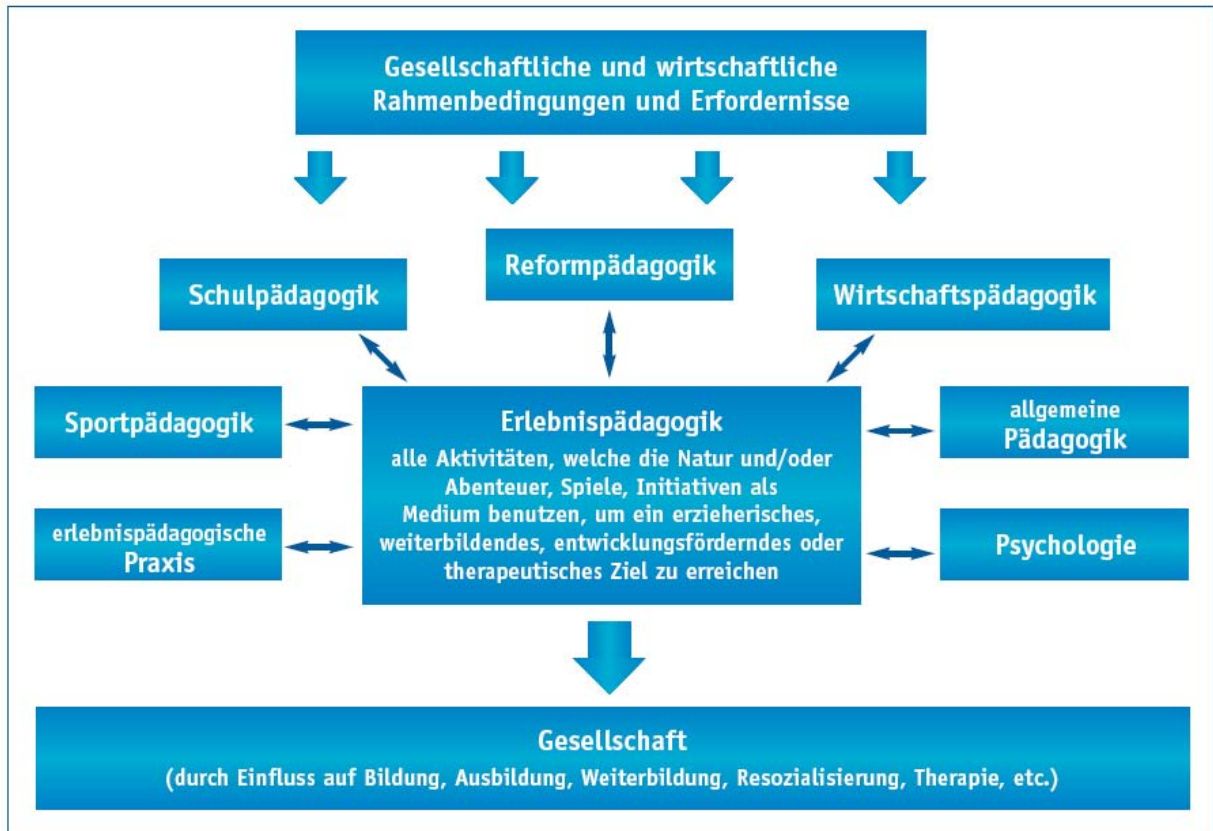 Gesellschaftliche und wirtschaftliche
Rahmenbedingungen und Erfordernisse
Reformpädagogik
Schulpädagogik
Wirtschaftspädagogik
Sportpädagogik
Erlebnispädagogik
alle Aktivitäten, welche die Natur und/oder
Abenteuer, Spiele, Initiativen als
Medium benutzen, um ein erzieherisches,
weiterbildendes, entwicklungsförderndes oder
therapeutisches Ziel zu erreichen
allgemeine
Pädagogik
erlebnispädagogische
Praxis
Psychologie
Gesellschaft
(durch Einfluss auf Bildung, Ausbildung, Weiterbildung, Resozialisierung, Therapie, etc.)